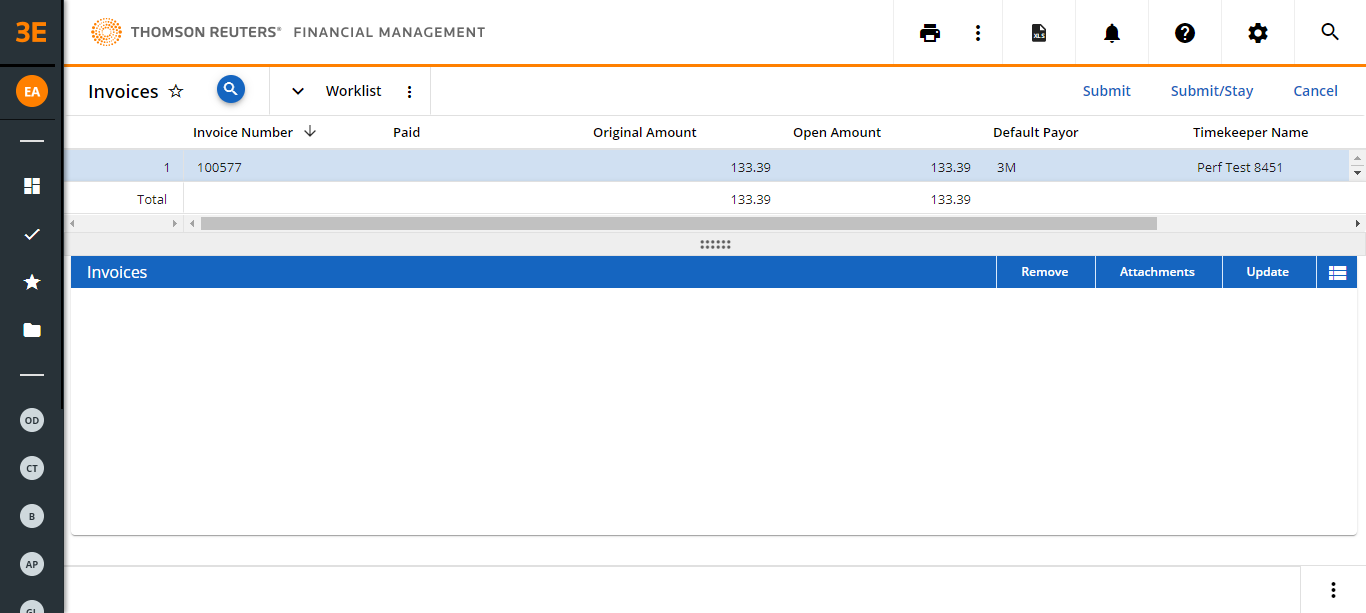 3E
THOMSON REUTERS® FINANCIAL MANAGEMENT
XLS
EA
Invoices
Worklist
Submit
Submit/Stay
Cancel
Invoice Number Paid Original Amount Open Amount Default Payor Timekeeper Name
1 100577 133.39 133.39 3M Perf Test 8451
Total 133.39 133.39
Invoices
Remove
Attachments
Update
OD
CT
B
AP
GL